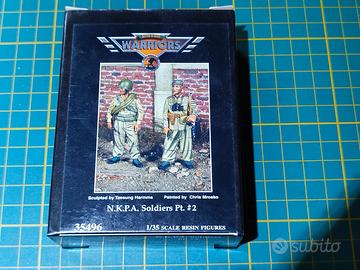 WARRIORS
Sculpted by Taesung Harmms Painted by Chris Mrosko
N.K.P.A. Soldiers Pt. #2
35496 1/35 SCALE RESIN FIGURES
subito